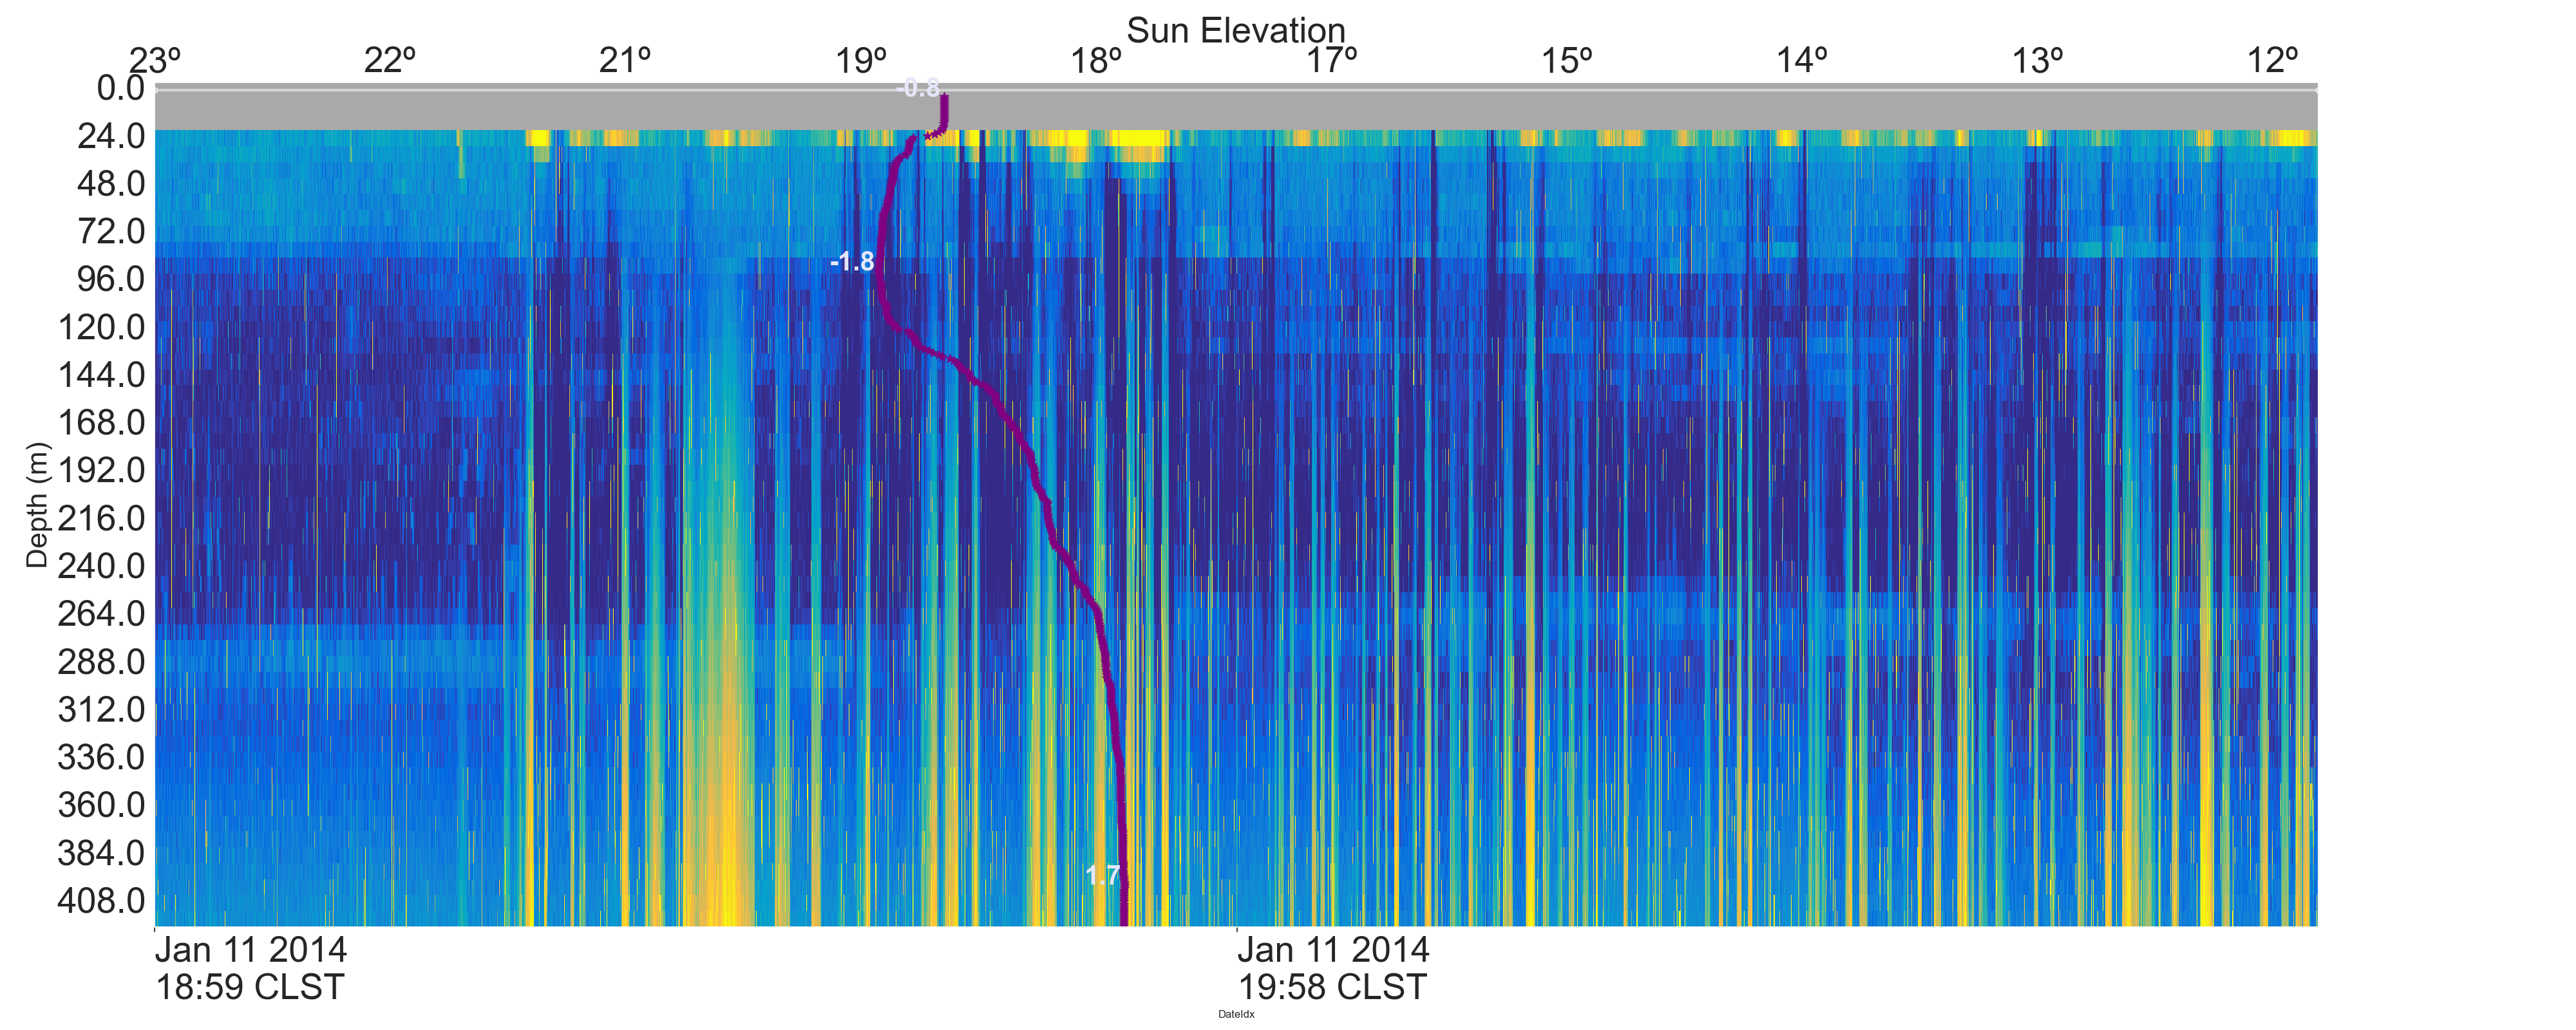 Sun Elevation
23º 22º 21º 19º 18º 17º 15º 14º 13º 12º
0.0
24.0
48.0
72.0
96.0
120.0
144.0
168.0
192.0
216.0
240.0
264.0
288.0
312.0
336.0
360.0
384.0
408.0
Depth (m)
-0.8
-1.8
1.7
Jan 11 2014
18:59 CLST
Jan 11 2014
19:58 CLST
DateIdx